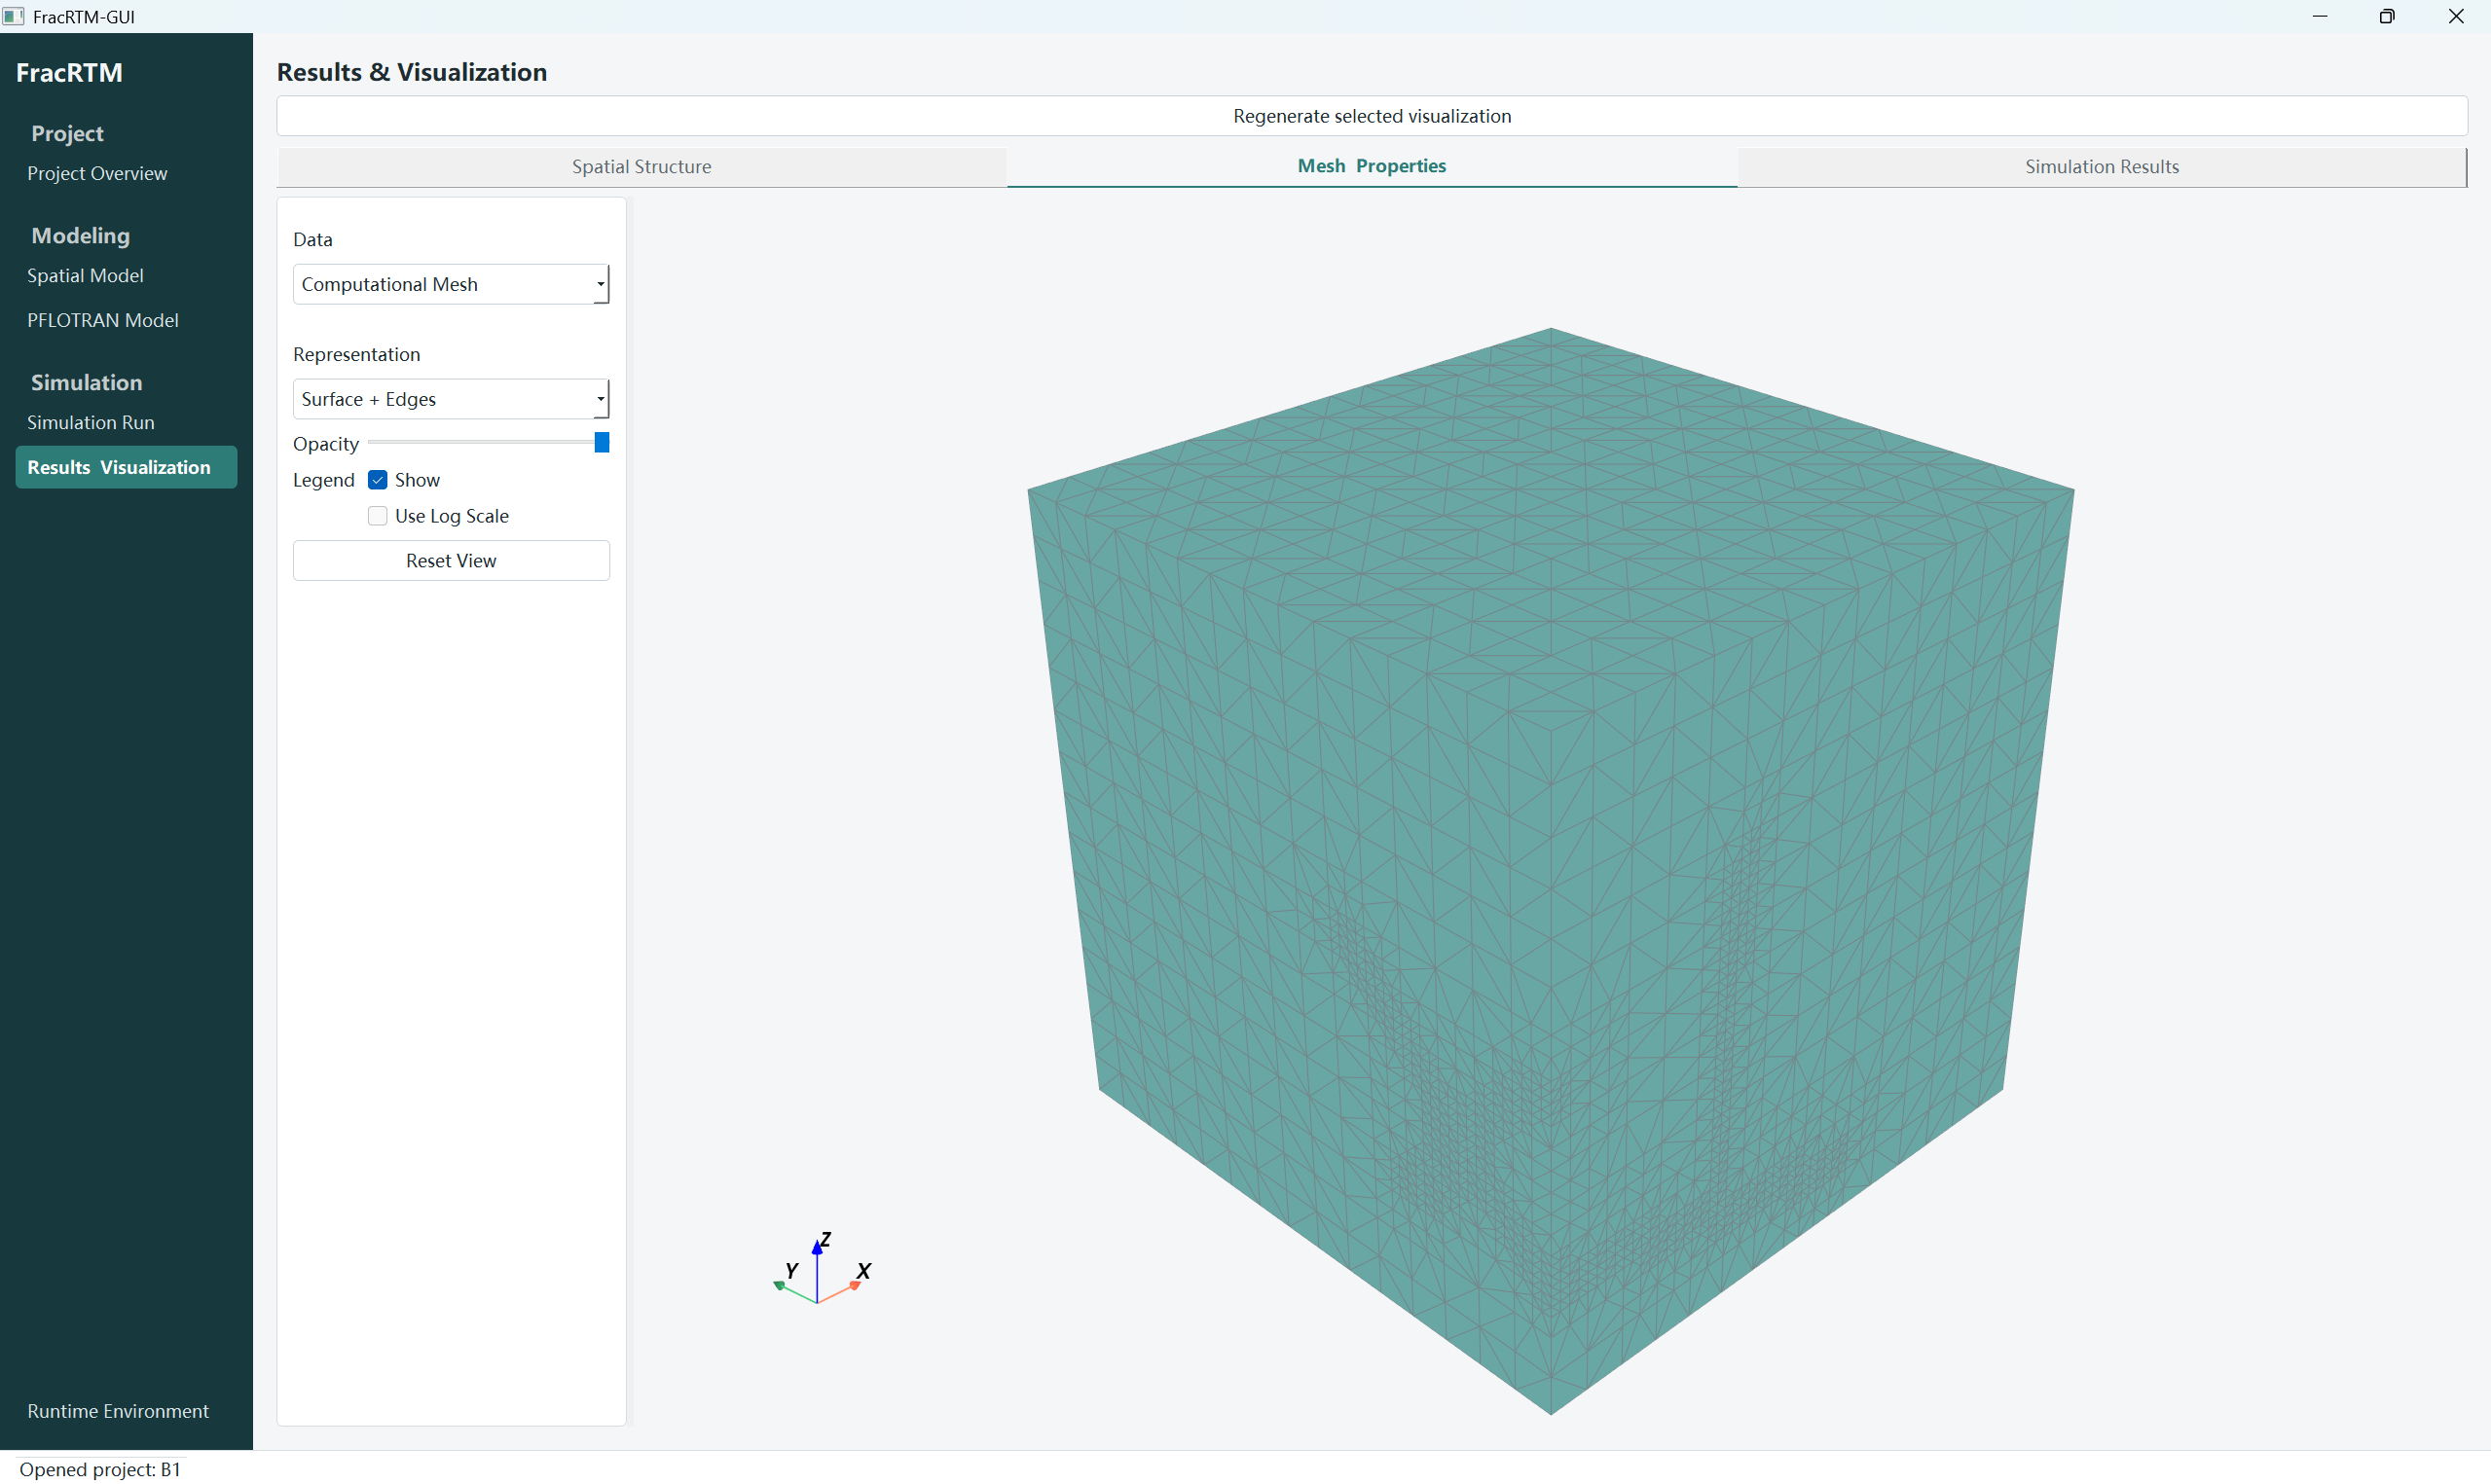 FracRTM-GUI
FracRTM
Project
Project Overview
Modeling
Spatial Model
PFLOTRAN Model
Simulation
Simulation Run
Results Visualization
Runtime Environment
Results & Visualization
Regenerate selected visualization
Spatial Structure
Mesh Properties
Simulation Results
Data
Computational Mesh
Representation
Surface + Edges
Opacity
Legend Show
Use Log Scale
Reset View
Z
Y
X
Opened project: B1